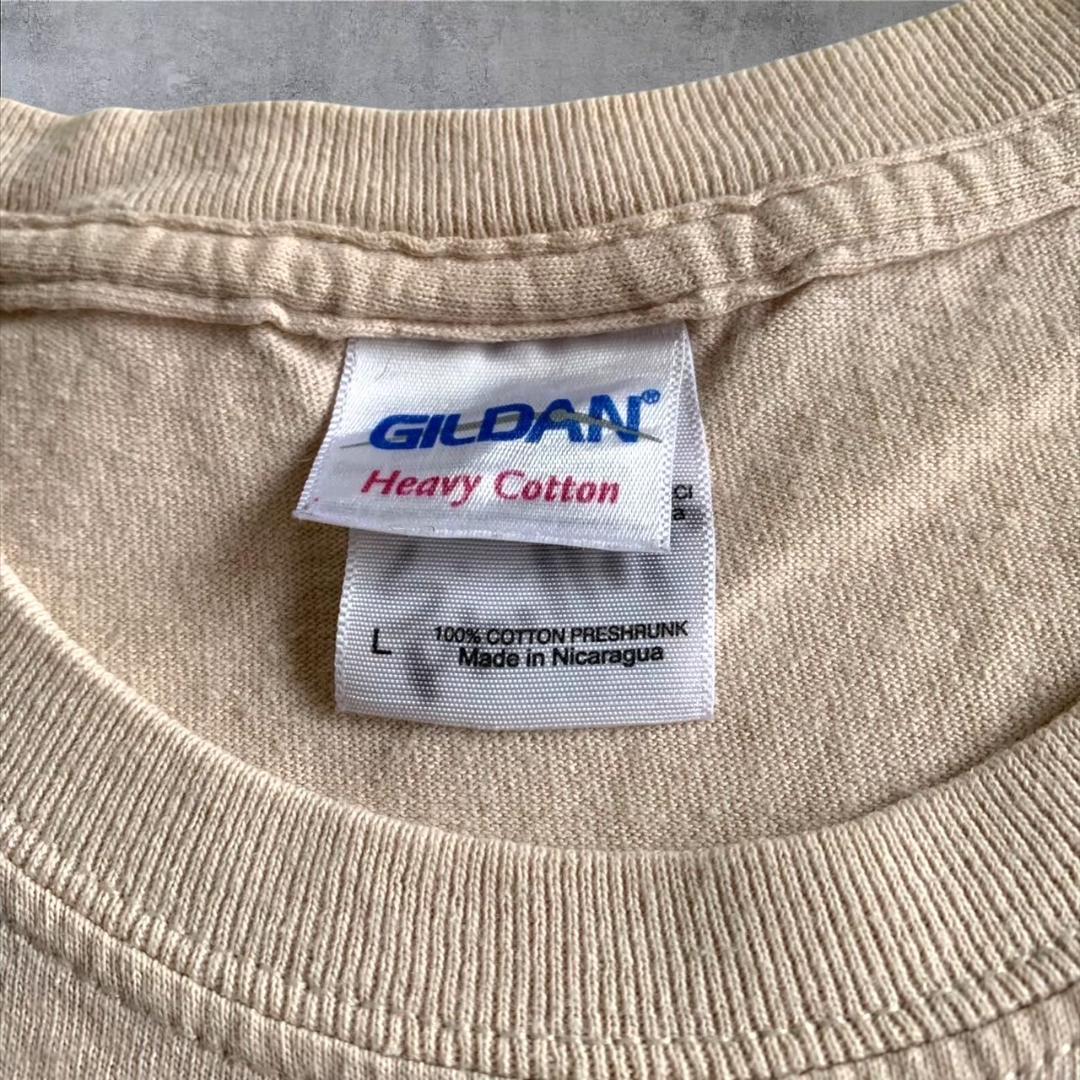 GILDAN®
Heavy Cotton
L 100% COTTON PRESHRUNK
Made in Nicaragua